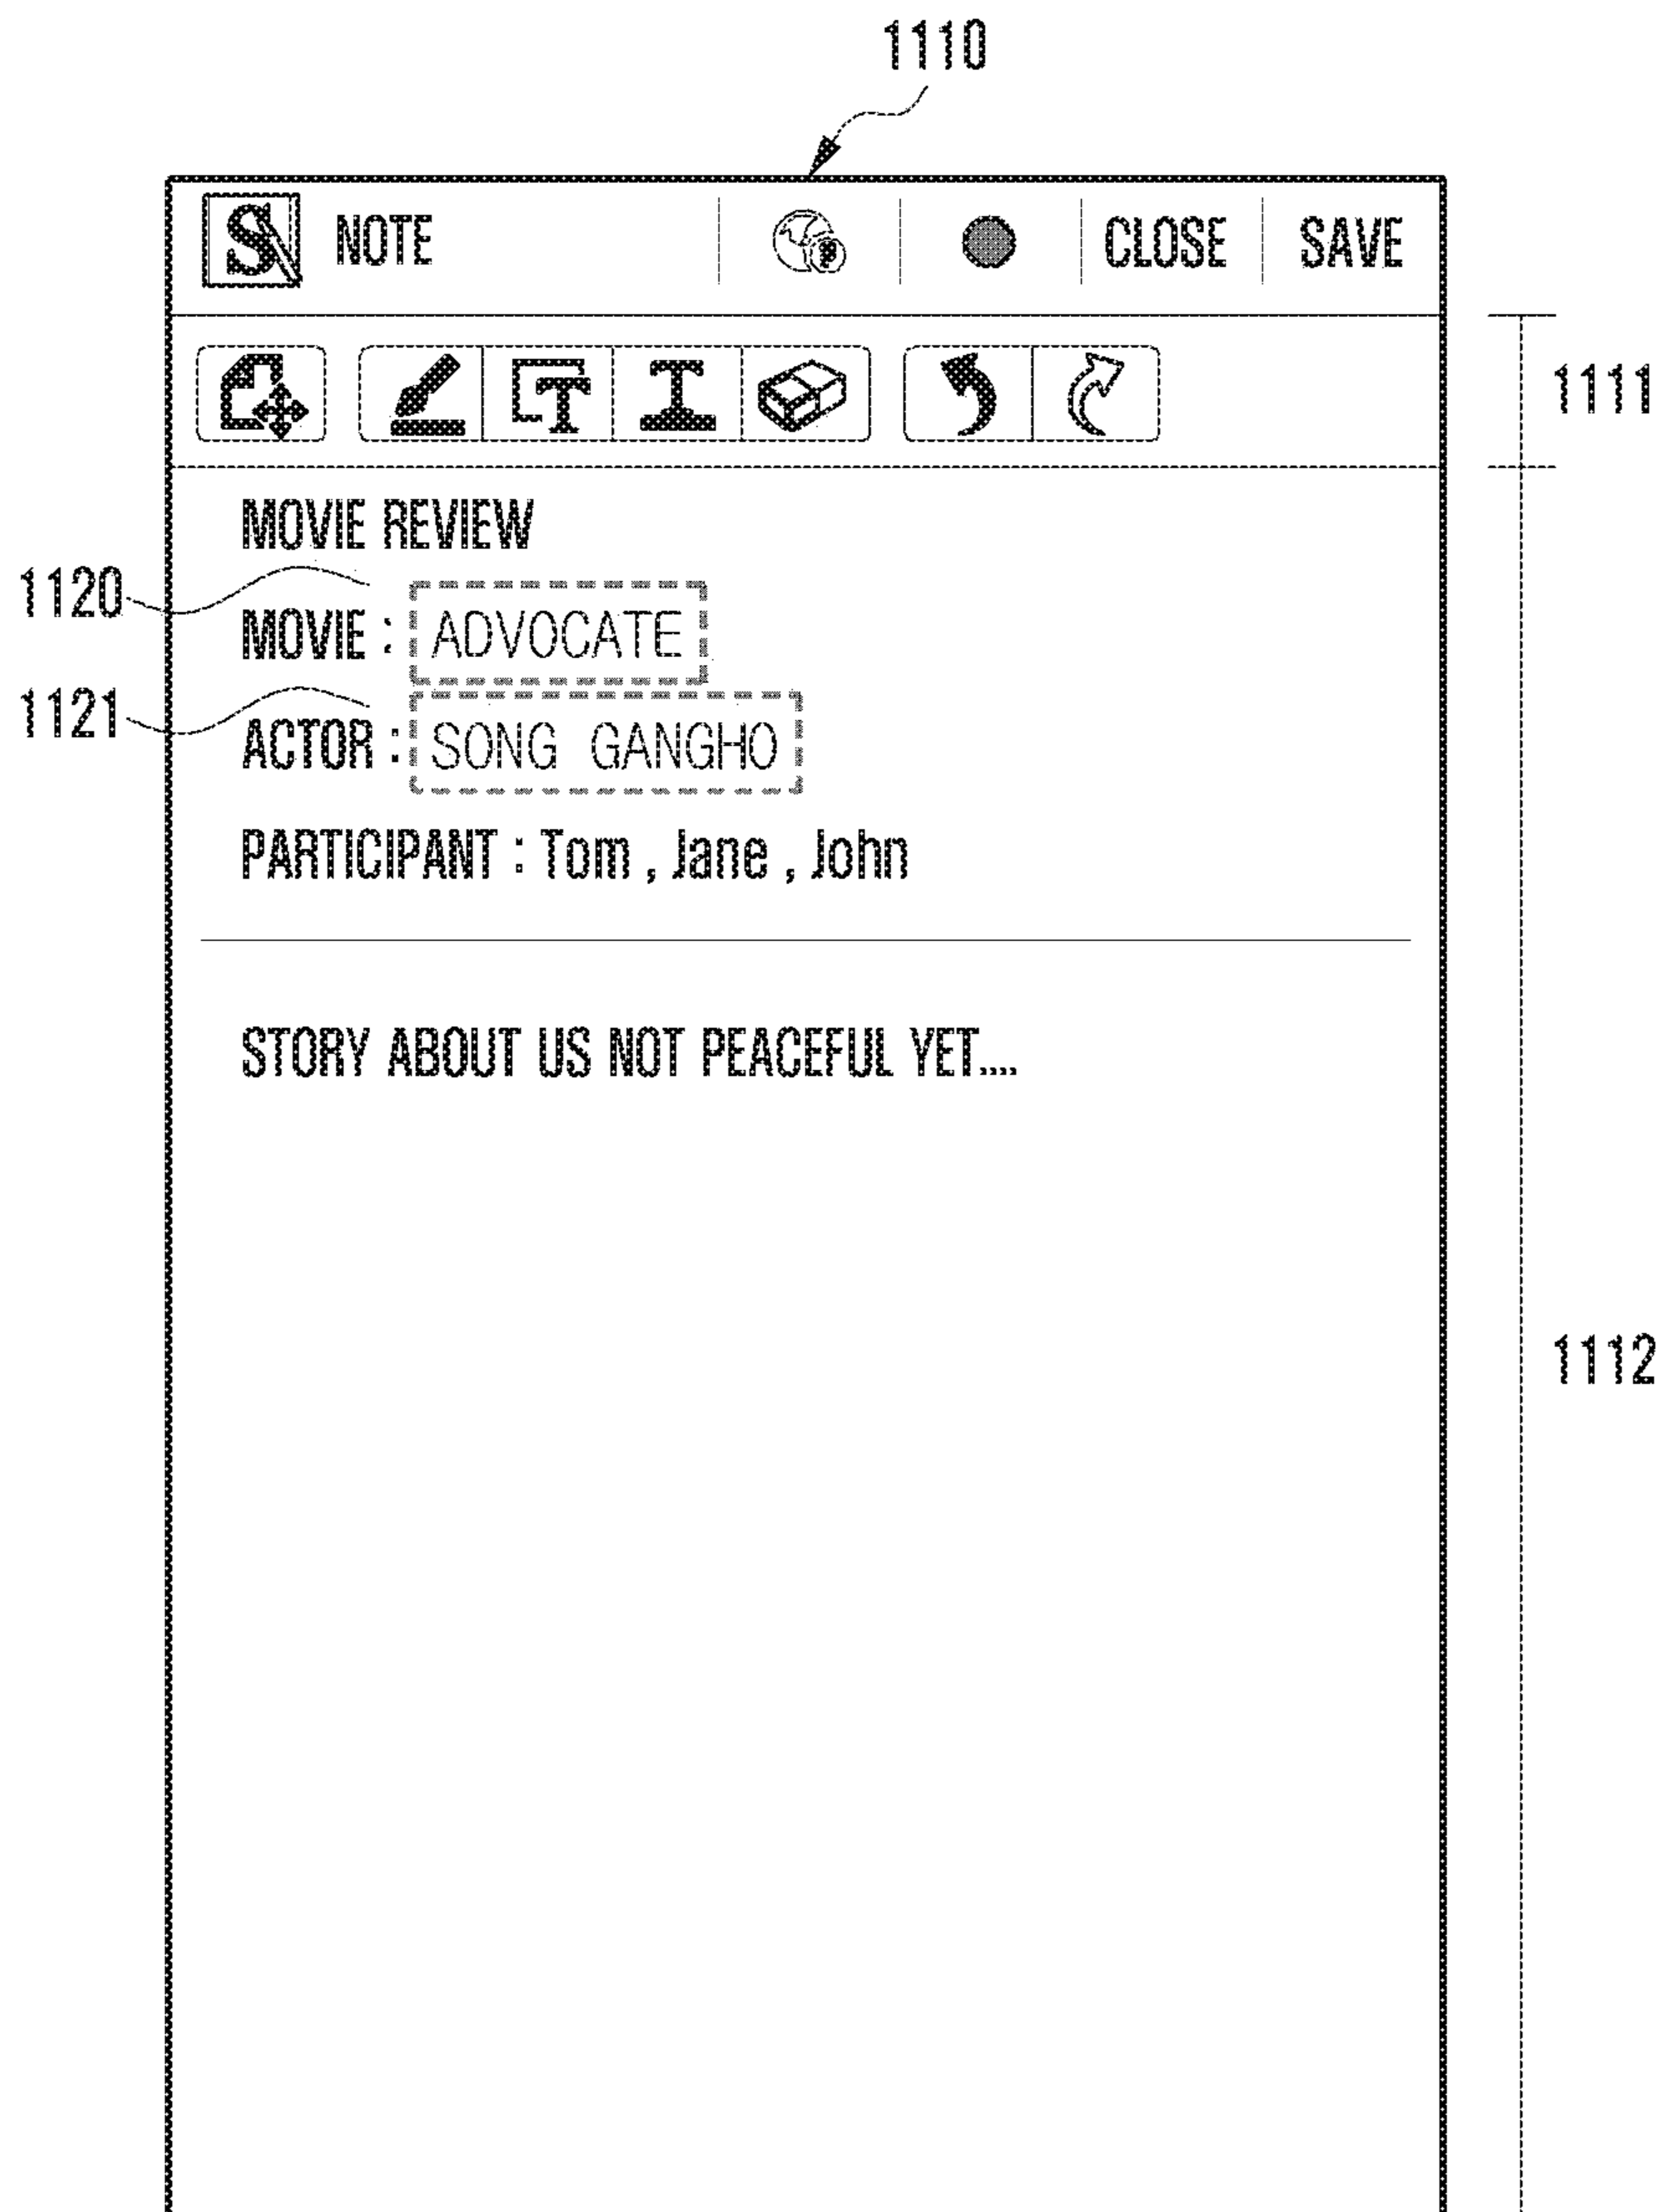 1110
S NOTE CLOSE SAVE
T T 1111
MOVIE REVIEW
1120
MOVIE : ADVOCATE
1121
ACTOR : SONG GANGHO
PARTICIPANT : Tom , Jane , John
STORY ABOUT US NOT PEACEFUL YET....
1112